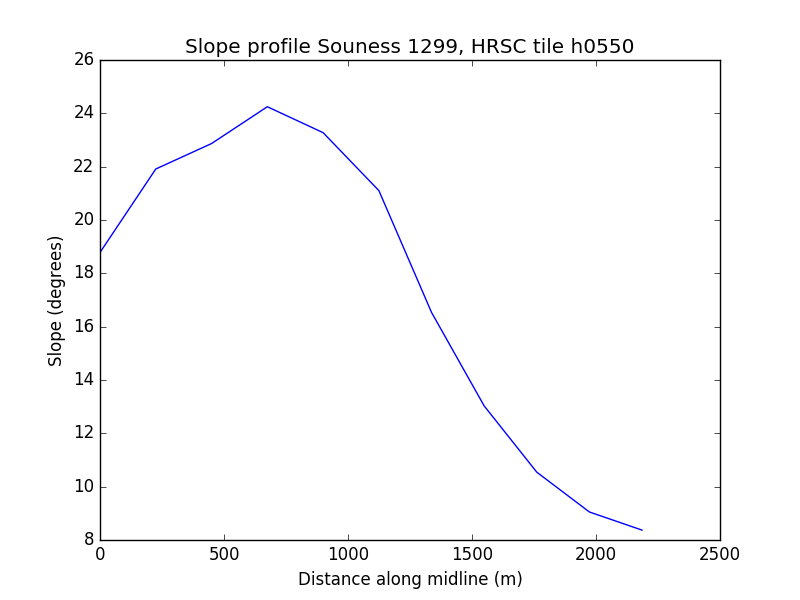 Slope profile Souness 1299, HRSC tile h0550
26
24
22
20
18
16
14
12
10
8
Slope (degrees)
0 500 1000 1500 2000 2500
Distance along midline (m)